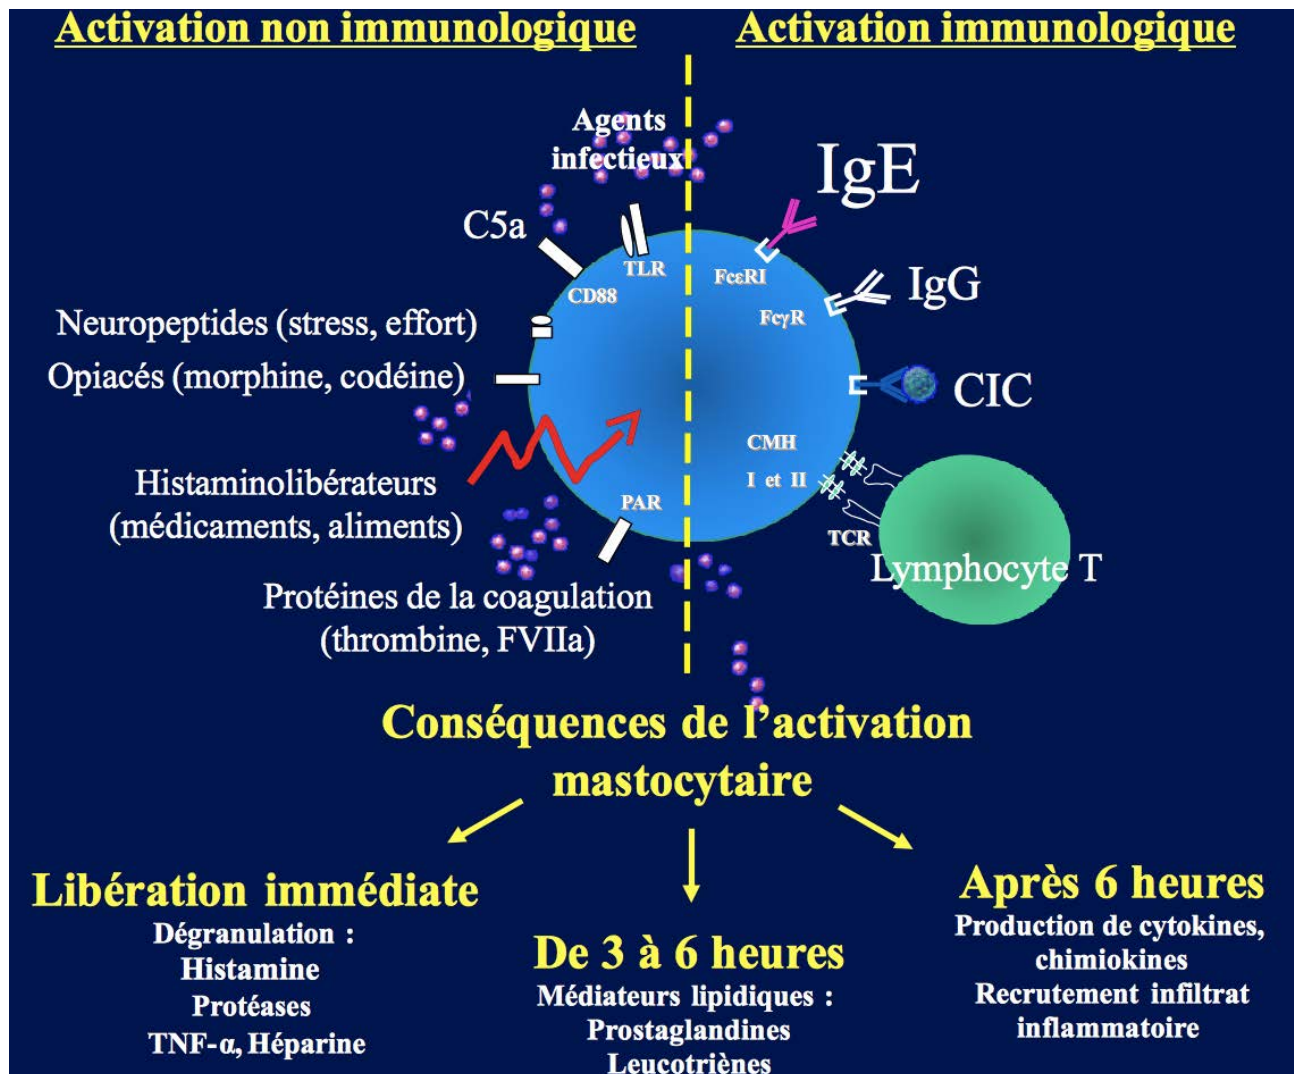 Activation non immunologique
Activation immunologique
Agents
infectieux
IgE
C5a
TLR
FcεRI
CD88
IgG
FcγR
Neuropeptides (stress, effort)
Opiacés (morphine, codéine)
CIC
CMH
I et II
Histaminolibérateurs
(médicaments, aliments)
PAR
TCR
Lymphocyte T
Protéines de la coagulation
(thrombine, FVIIa)
Conséquences de l’activation
mastocytaire
Libération immédiate
Dégranulation :
Histamine
Protéases
TNF-α, Héparine
De 3 à 6 heures
Médiateurs lipidiques :
Prostaglandines
Leucotriènes
Après 6 heures
Production de cytokines,
chimiokines
Recrutement infiltrat
inflammatoire